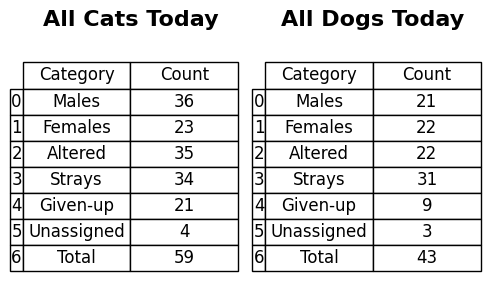 All Cats Today
Category Count
0 Males 36
1 Females 23
2 Altered 35
3 Strays 34
4 Given-up 21
5 Unassigned 4
6 Total 59
All Dogs Today
Category Count
0 Males 21
1 Females 22
2 Altered 22
3 Strays 31
4 Given-up 9
5 Unassigned 3
6 Total 43